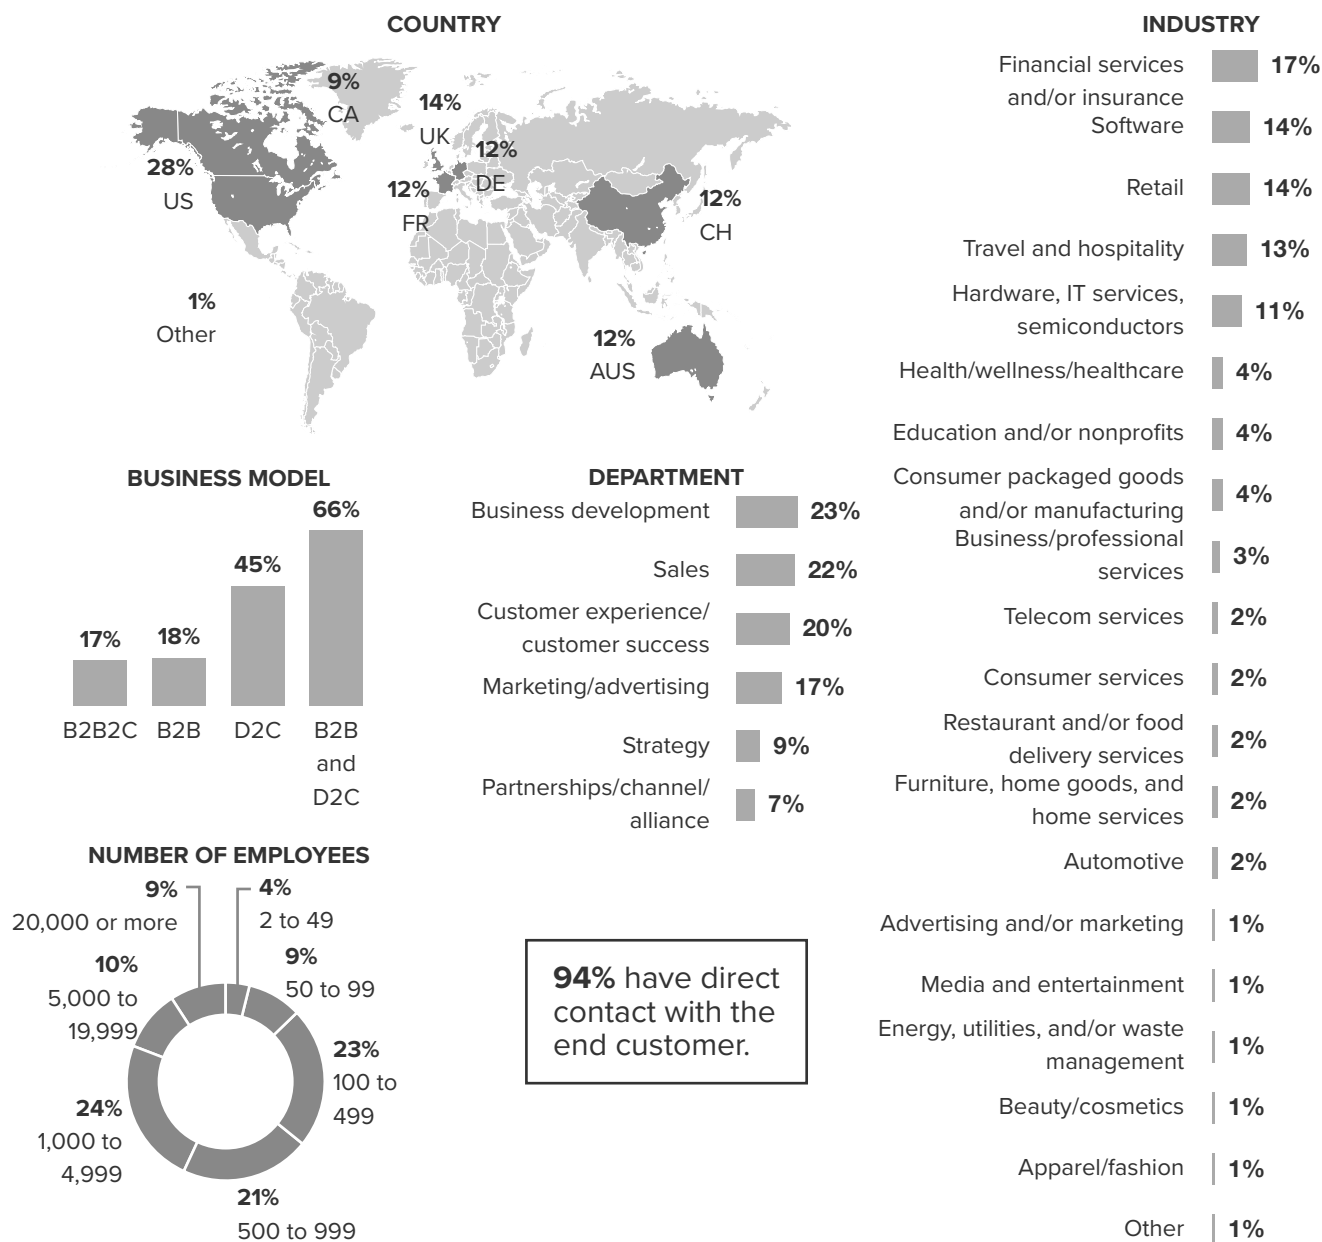 COUNTRY
9%
CA
14%
UK
12%
DE
28%
US
12%
FR
12%
CH
1%
Other
12%
AUS
INDUSTRY
Financial services
and/or insurance
17%
Software
14%
Retail
14%
Travel and hospitality
13%
Hardware, IT services,
semiconductors
11%
Health/wellness/healthcare
4%
Education and/or nonprofits
4%
Consumer packaged goods
and/or manufacturing
4%
Business/professional
services
3%
Telecom services
2%
Consumer services
2%
Restaurant and/or food
delivery services
2%
Furniture, home goods, and
home services
2%
Automotive
2%
Advertising and/or marketing
1%
Media and entertainment
1%
Energy, utilities, and/or waste
management
1%
Beauty/cosmetics
1%
Apparel/fashion
1%
Other
1%
BUSINESS MODEL
17%
18%
45%
66%
B2B2C
B2B
D2C
B2B
and
D2C
DEPARTMENT
Business development
23%
Sales
22%
Customer experience/
customer success
20%
Marketing/advertising
17%
Strategy
9%
Partnerships/channel/
alliance
7%
NUMBER OF EMPLOYEES
9%
20,000 or more
4%
2 to 49
9%
50 to 99
10%
5,000 to
19,999
23%
100 to
499
24%
1,000 to
4,999
21%
500 to 999
94% have direct
contact with the
end customer.